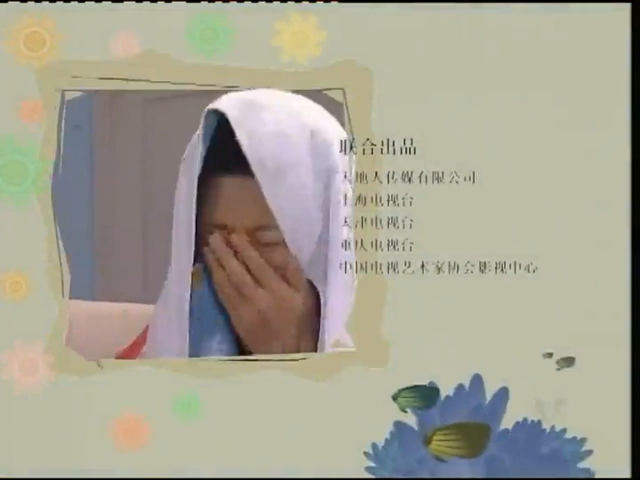 联合出品
天地人传媒有限公司
上海电视台
天津电视台
重庆电视台
中国电视艺术家协会影视中心